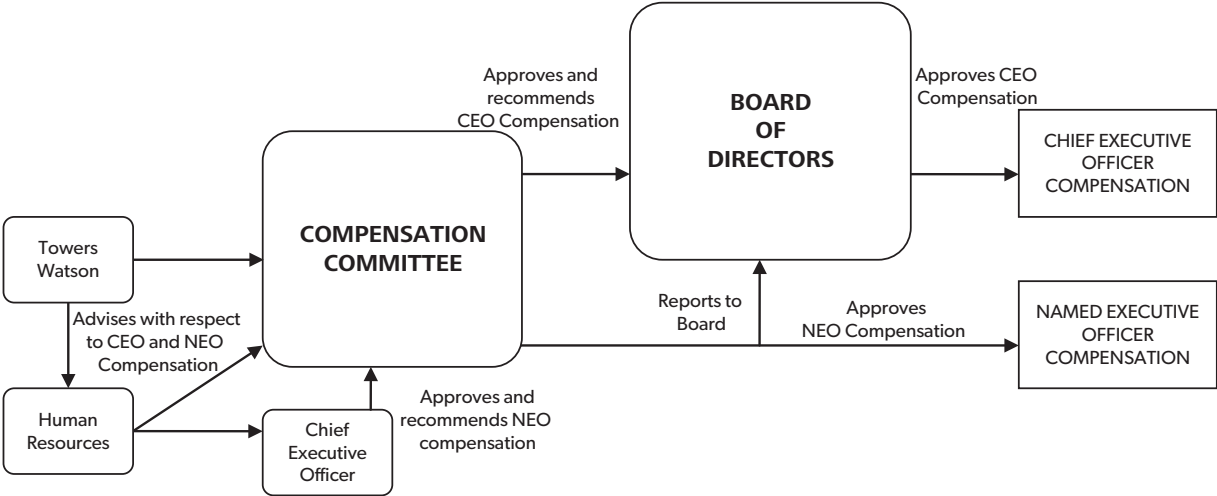 Approves and
recommends
CEO Compensation
BOARD
OF
DIRECTORS
Approves CEO
Compensation
CHIEF EXECUTIVE
OFFICER
COMPENSATION
COMPENSATION
COMMITTEE
Towers
Watson
Advises with respect
to CEO and NEO
Compensation
Reports to
Board
Approves
NEO Compensation
NAMED EXECUTIVE
OFFICER
COMPENSATION
Human
Resources
Chief
Executive
Officer
Approves and
recommends NEO
compensation